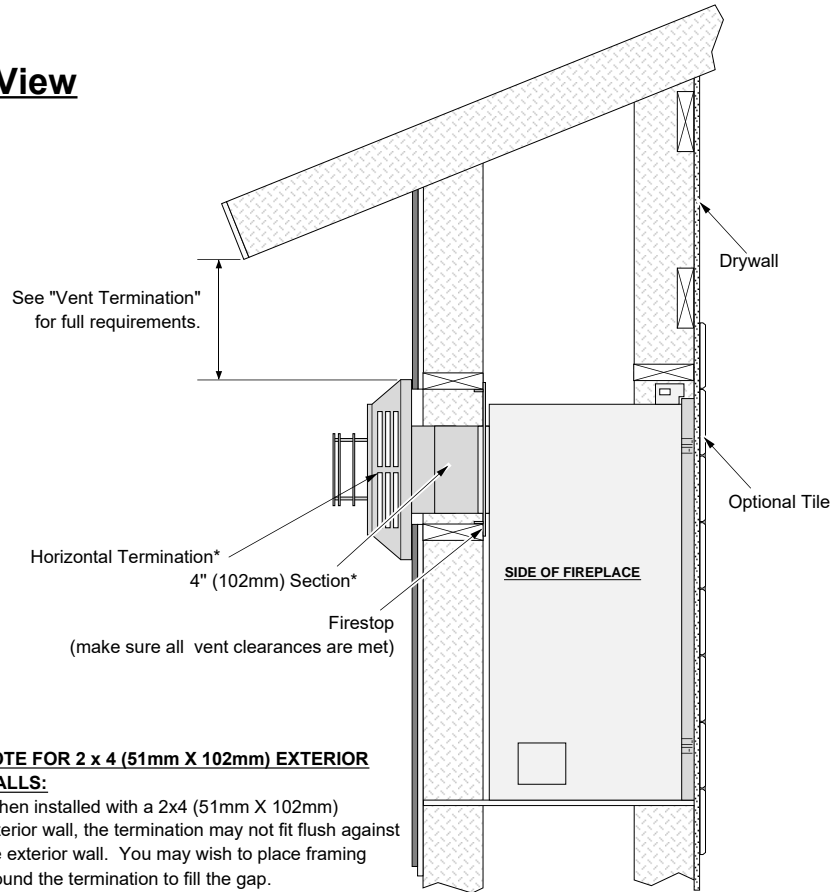 View
See "Vent Termination"
for full requirements.
Drywall
Optional Tile
Horizontal Termination*
4" (102mm) Section*
SIDE OF FIREPLACE
Firestop
(make sure all vent clearances are met)
OTE FOR 2 x 4 (51mm X 102mm) EXTERIOR
ALLS:
hen installed with a 2x4 (51mm X 102mm)
terior wall, the termination may not fit flush against
e exterior wall. You may wish to place framing
ound the termination to fill the gap.